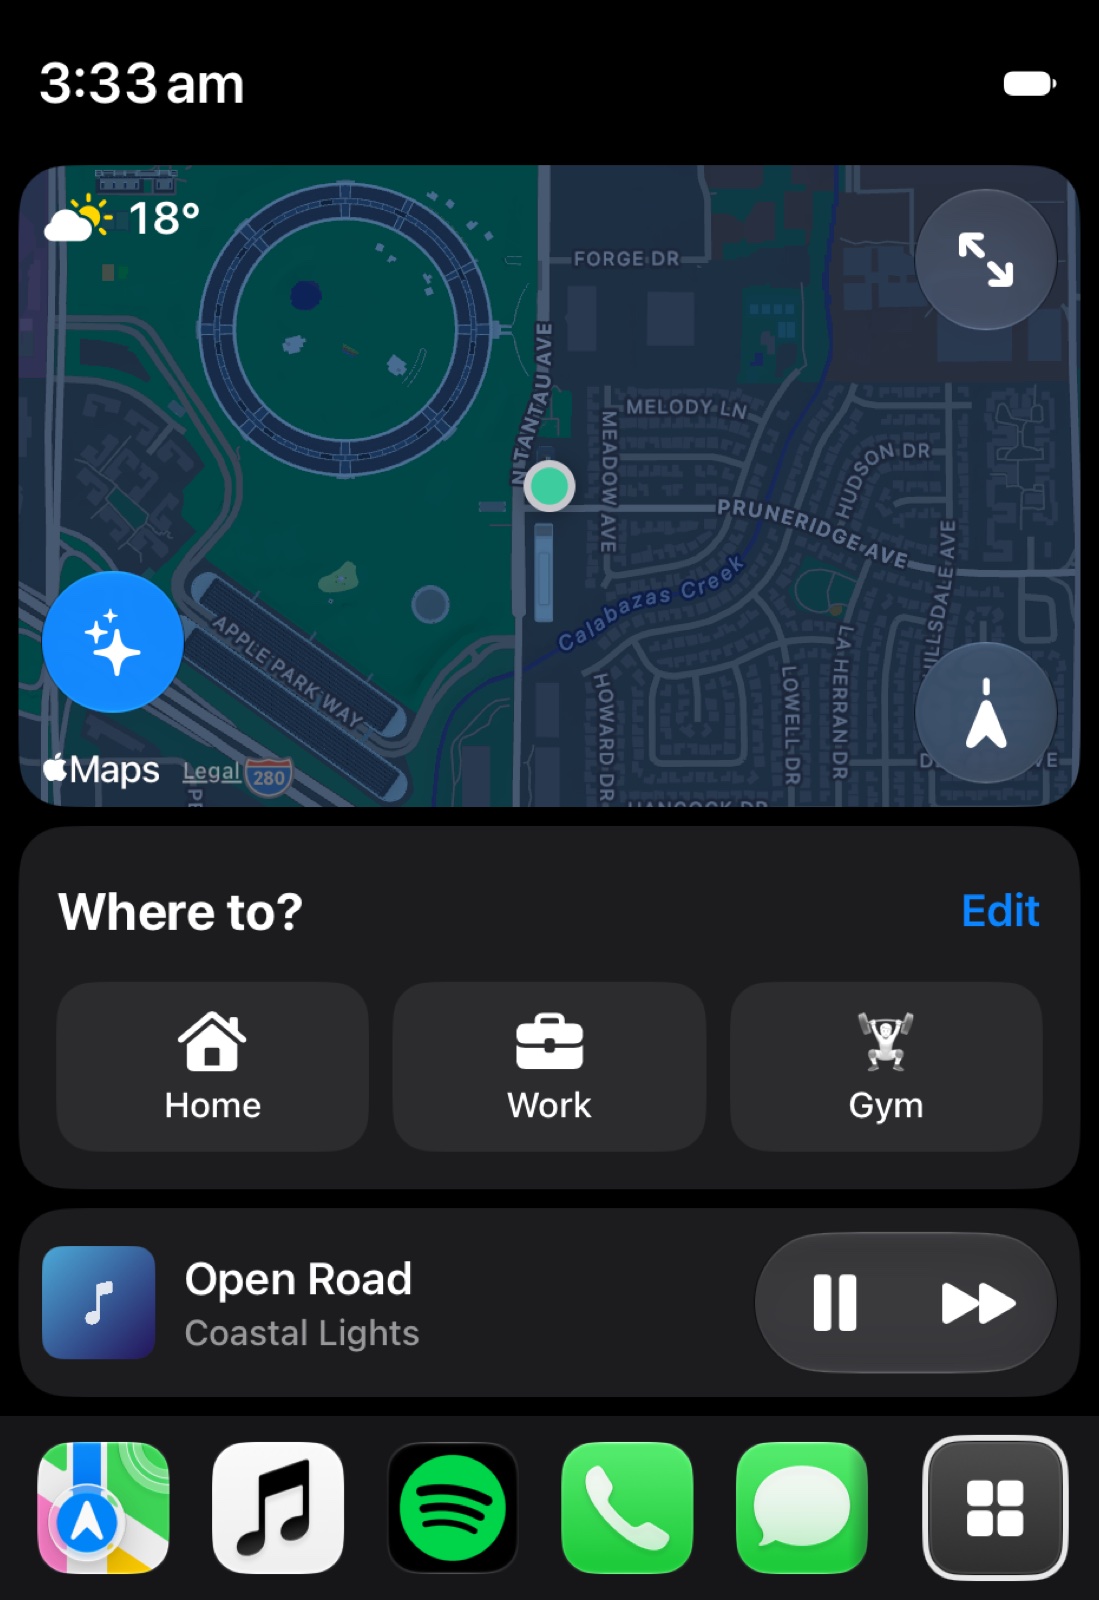 3:33 am
18°
FORGE DR
N TANTAU AVE
MELODY LN
MEADOW AVE
HUDSON DR
PRUNERIDGE AVE
Calabazas Creek
HILLSDALE AVE
APPLE PARK WAY
LA HERRAN DR
LOWELL DR
HOWARD DR
HANCOCK DR
Maps Legal 280
Where to? Edit
Home Work Gym
Open Road
Coastal Lights